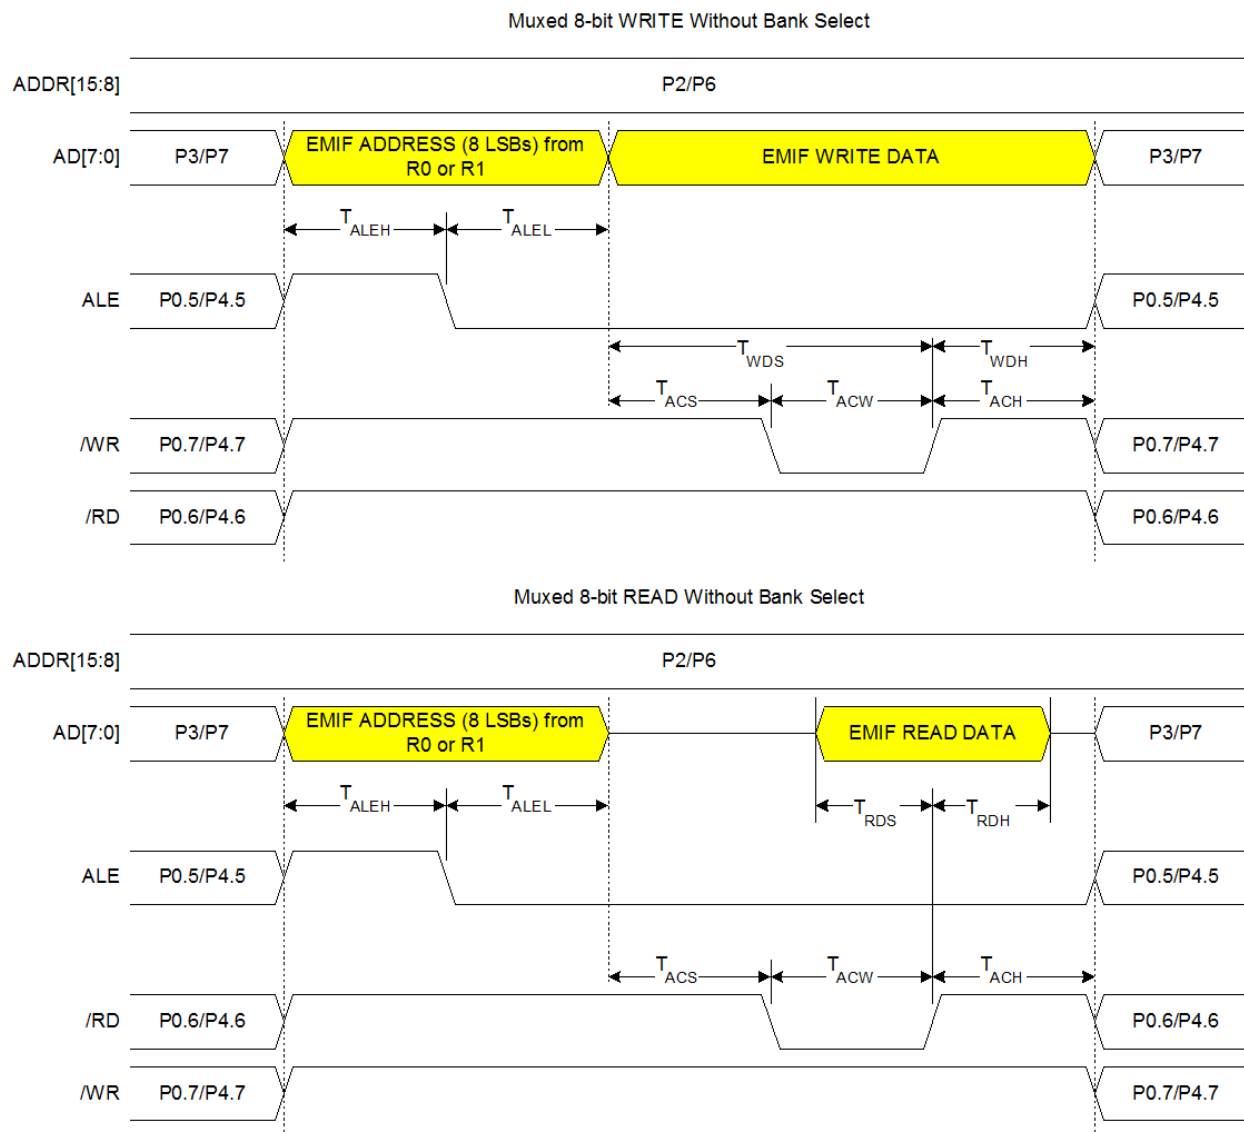 Muxed 8-bit WRITE Without Bank Select
ADDR[15:8] P2/P6
AD[7:0] P3/P7 EMIF ADDRESS (8 LSBs) from R0 or R1 EMIF WRITE DATA P3/P7
TALEH TALEL
ALE P0.5/P4.5 P0.5/P4.5
TWDS TWDH
TACS TACW TACH
/WR P0.7/P4.7 P0.7/P4.7
/RD P0.6/P4.6 P0.6/P4.6
Muxed 8-bit READ Without Bank Select
ADDR[15:8] P2/P6
AD[7:0] P3/P7 EMIF ADDRESS (8 LSBs) from R0 or R1 EMIF READ DATA P3/P7
TALEH TALEL TRDS TRDH
ALE P0.5/P4.5 P0.5/P4.5
TACS TACW TACH
/RD P0.6/P4.6 P0.6/P4.6
/WR P0.7/P4.7 P0.7/P4.7